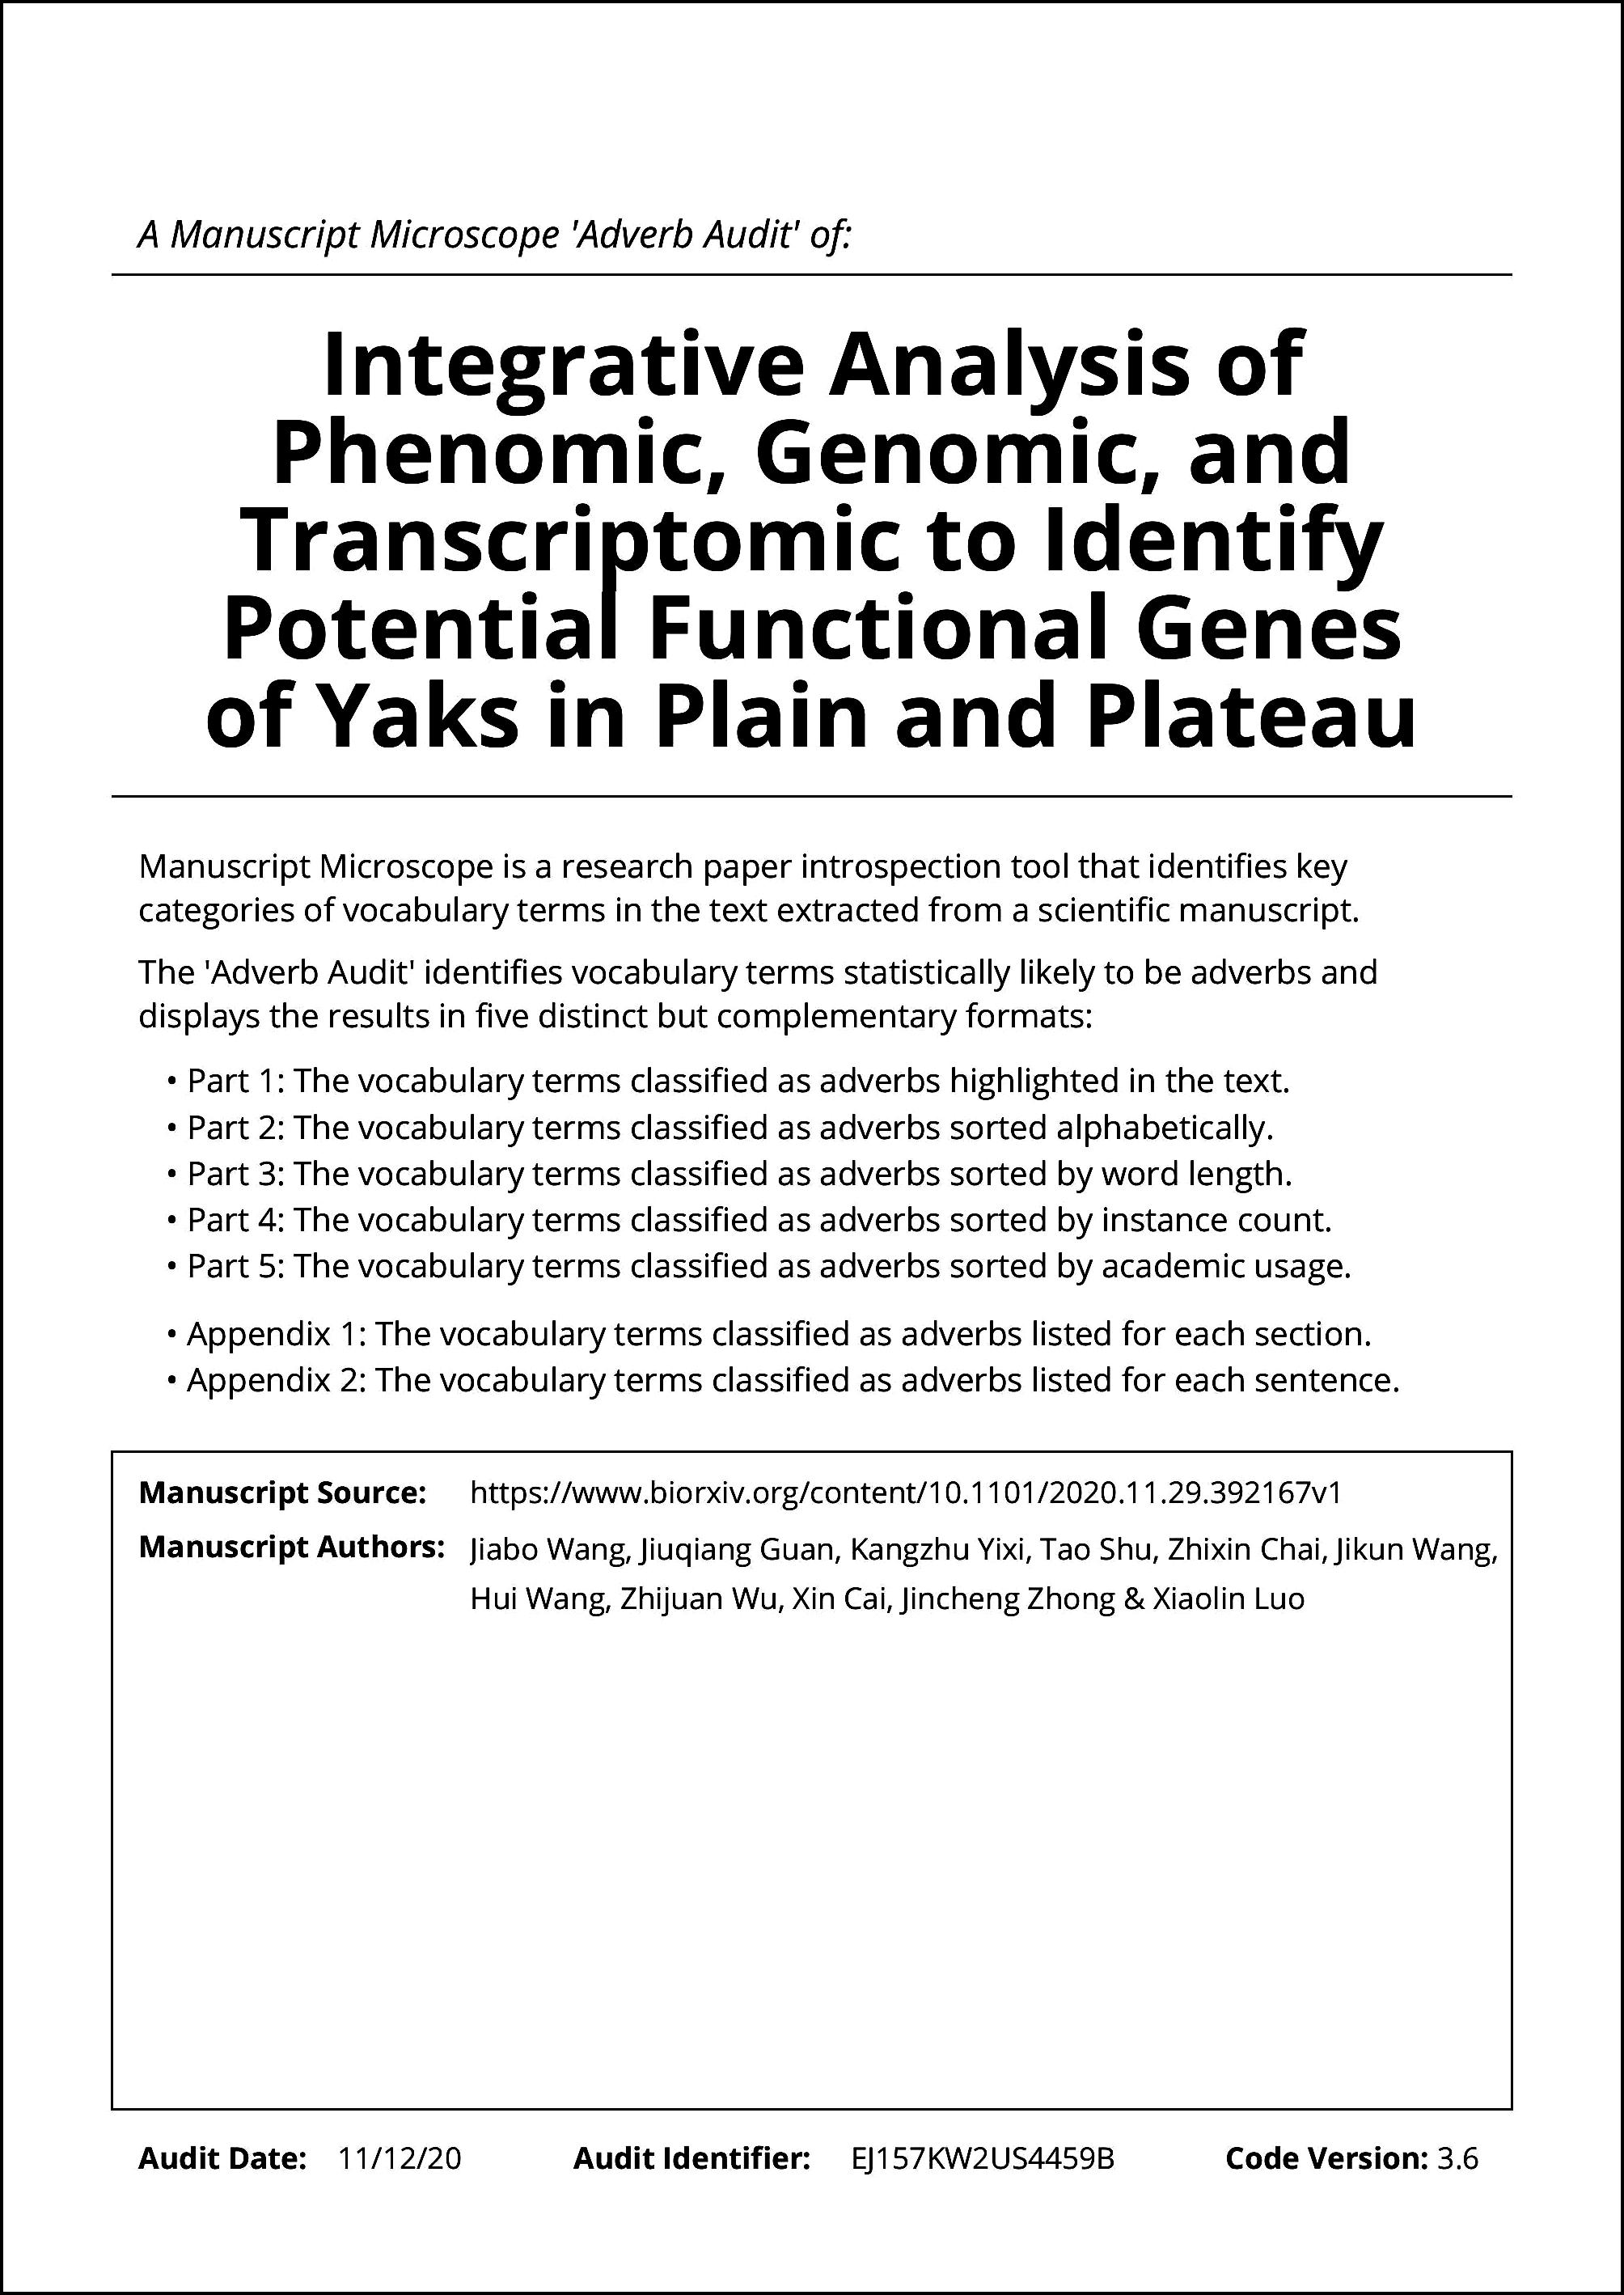 A Manuscript Microscope 'Adverb Audit' of:
Integrative Analysis of
Phenomic, Genomic, and
Transcriptomic to Identify
Potential Functional Genes
of Yaks in Plain and Plateau
Manuscript Microscope is a research paper introspection tool that identifies key
categories of vocabulary terms in the text extracted from a scientific manuscript.
The 'Adverb Audit' identifies vocabulary terms statistically likely to be adverbs and
displays the results in five distinct but complementary formats:
• Part 1: The vocabulary terms classified as adverbs highlighted in the text.
• Part 2: The vocabulary terms classified as adverbs sorted alphabetically.
• Part 3: The vocabulary terms classified as adverbs sorted by word length.
• Part 4: The vocabulary terms classified as adverbs sorted by instance count.
• Part 5: The vocabulary terms classified as adverbs sorted by academic usage.
• Appendix 1: The vocabulary terms classified as adverbs listed for each section.
• Appendix 2: The vocabulary terms classified as adverbs listed for each sentence.
Manuscript Source: https://www.biorxiv.org/content/10.1101/2020.11.29.392167v1
Manuscript Authors: Jiabo Wang, Jiuqiang Guan, Kangzhu Yixi, Tao Shu, Zhixin Chai, Jikun Wang,
Hui Wang, Zhijuan Wu, Xin Cai, Jincheng Zhong & Xiaolin Luo
Audit Date: 11/12/20 Audit Identifier: EJ157KW2US4459B Code Version: 3.6